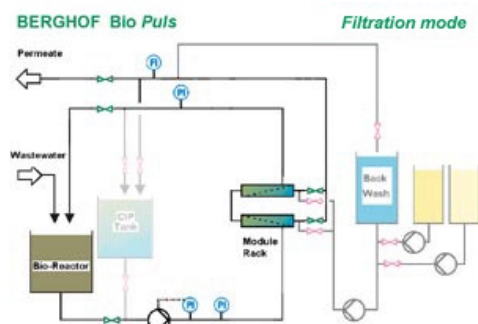 BERGHOF Bio Puls
Filtration mode
Permeate
FI
PI
Wastewater
CIP
Tank
Back
Wash
Module
Rack
Bio-Reactor
PI
PI